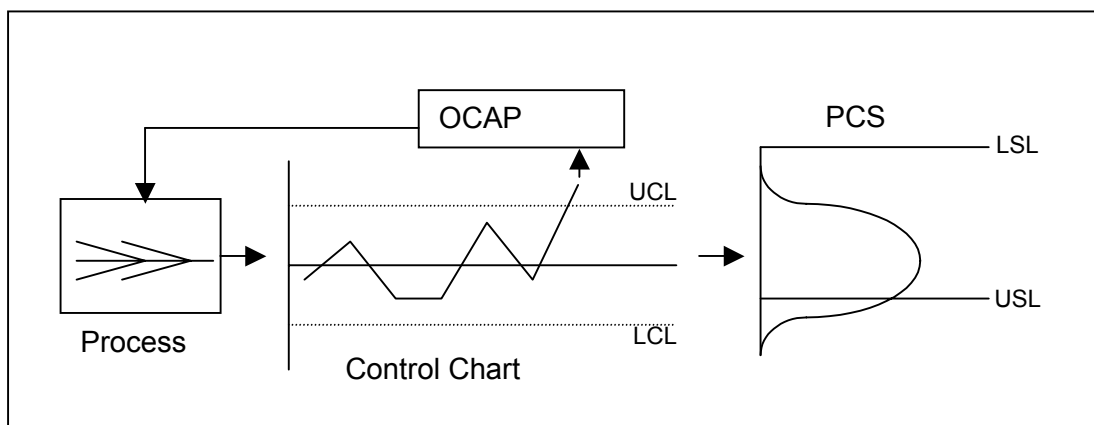 OCAP
PCS
LSL
UCL
USL
LCL
Process
Control Chart